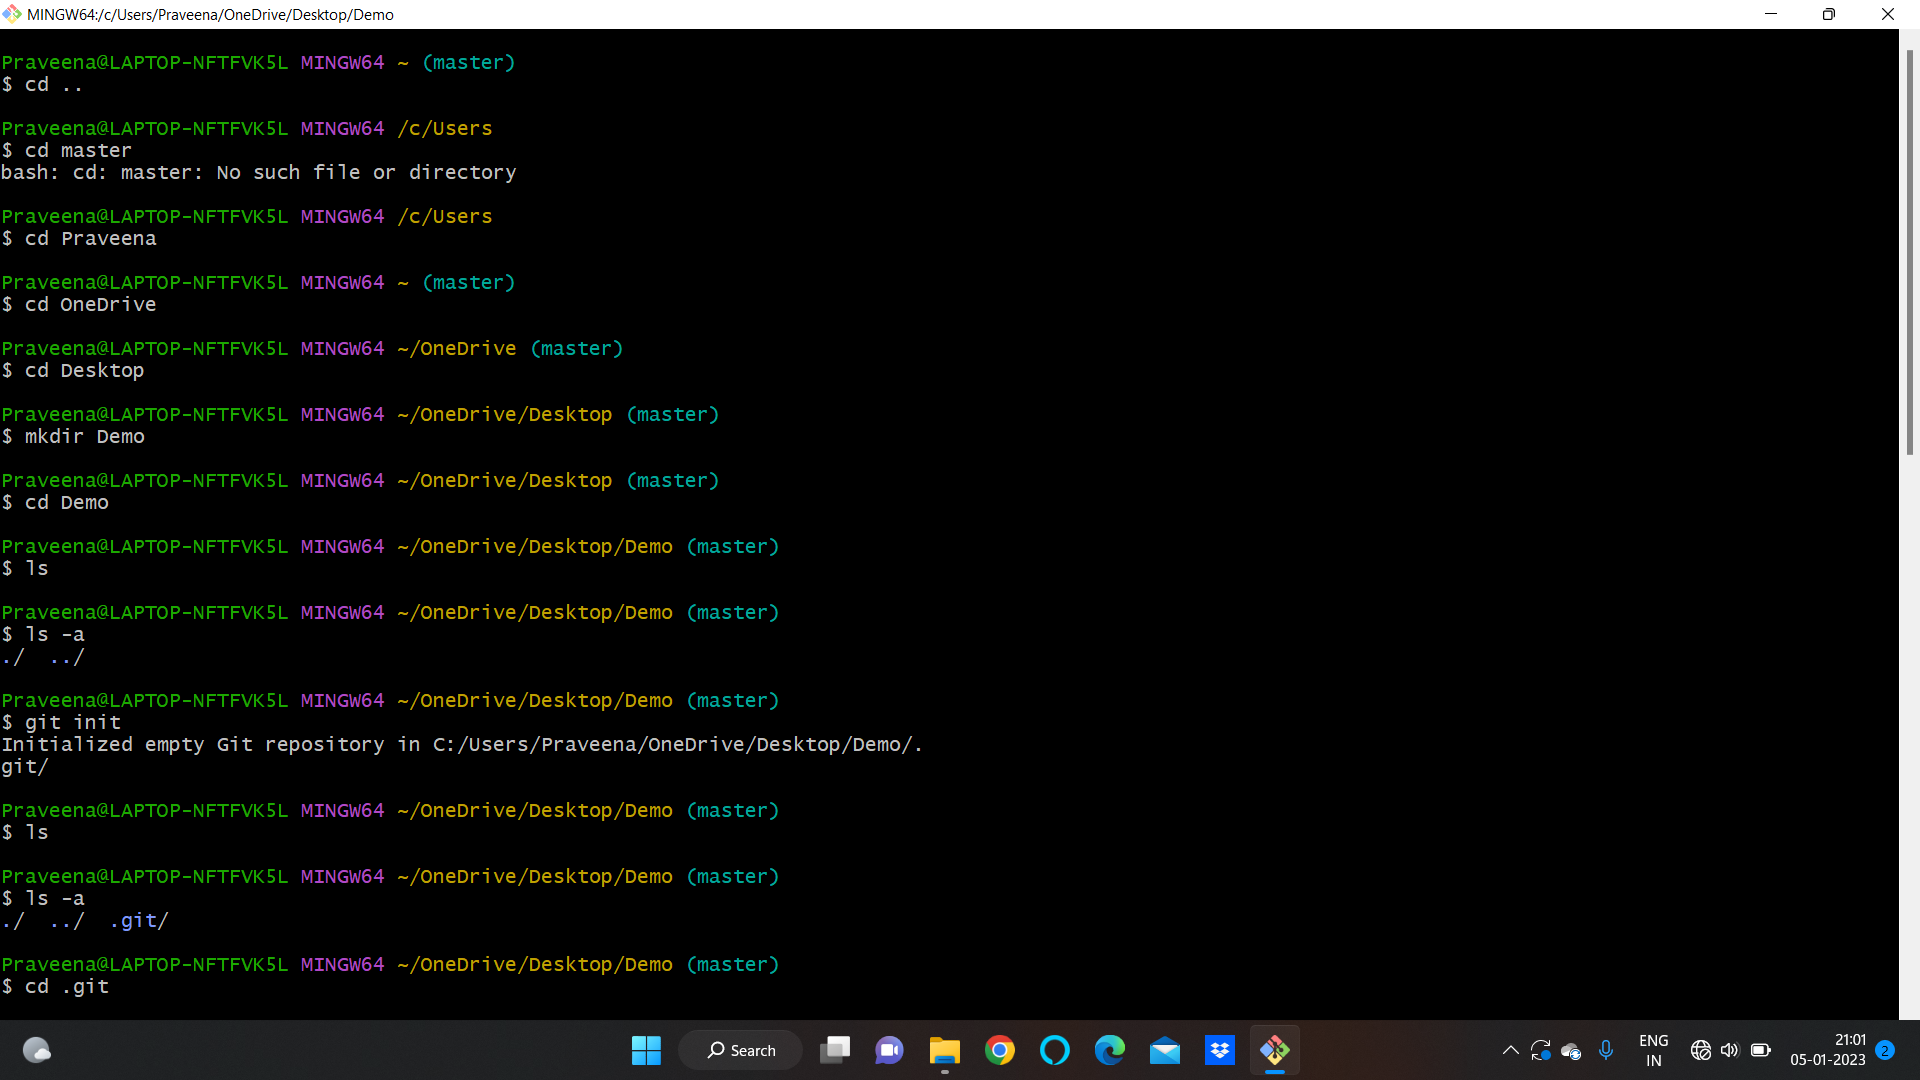 MINGW64:/c/Users/Praveena/OneDrive/Desktop/Demo
Praveena@LAPTOP-NFTFVK5L MINGW64 ~ (master)
$ cd ..
Praveena@LAPTOP-NFTFVK5L MINGW64 /c/Users
$ cd master
bash: cd: master: No such file or directory
Praveena@LAPTOP-NFTFVK5L MINGW64 /c/Users
$ cd Praveena
Praveena@LAPTOP-NFTFVK5L MINGW64 ~ (master)
$ cd OneDrive
Praveena@LAPTOP-NFTFVK5L MINGW64 ~/OneDrive (master)
$ cd Desktop
Praveena@LAPTOP-NFTFVK5L MINGW64 ~/OneDrive/Desktop (master)
$ mkdir Demo
Praveena@LAPTOP-NFTFVK5L MINGW64 ~/OneDrive/Desktop (master)
$ cd Demo
Praveena@LAPTOP-NFTFVK5L MINGW64 ~/OneDrive/Desktop/Demo (master)
$ ls
Praveena@LAPTOP-NFTFVK5L MINGW64 ~/OneDrive/Desktop/Demo (master)
$ ls -a
./  ../
Praveena@LAPTOP-NFTFVK5L MINGW64 ~/OneDrive/Desktop/Demo (master)
$ git init
Initialized empty Git repository in C:/Users/Praveena/OneDrive/Desktop/Demo/.
git/
Praveena@LAPTOP-NFTFVK5L MINGW64 ~/OneDrive/Desktop/Demo (master)
$ ls
Praveena@LAPTOP-NFTFVK5L MINGW64 ~/OneDrive/Desktop/Demo (master)
$ ls -a
./  ../  .git/
Praveena@LAPTOP-NFTFVK5L MINGW64 ~/OneDrive/Desktop/Demo (master)
$ cd .git
Search
ENG
IN
21:01
05-01-2023
2